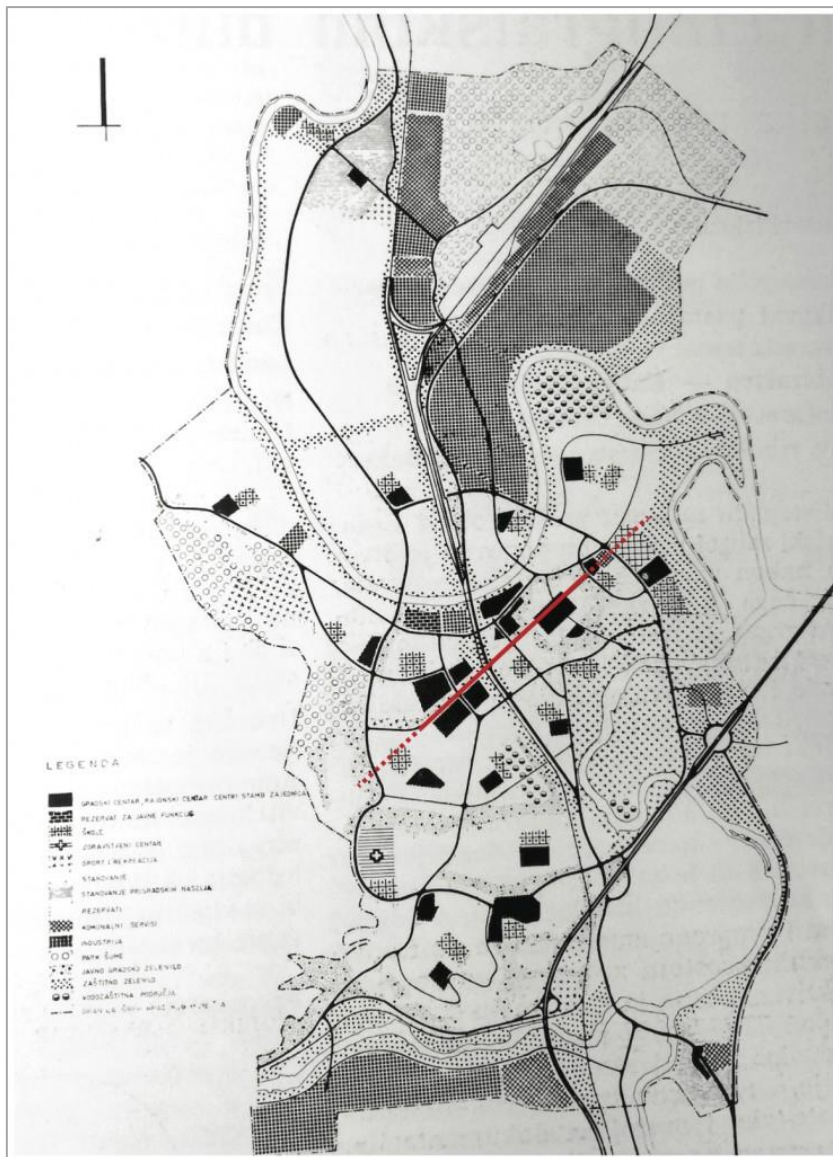 LEGENDA
GRADSKI CENTAR, RAJONSKI CENTAR, CENTRI STAMB ZAJEDNICA
REZERVAT ZA JAVNE FUNKCIJE
ŠKOLE
ZDRAVSTVENI CENTAR
SPORT I REKREACIJA
STANOVANJE
STANOVANJE PRIGRADSKIH NASELJA
REZERVATI
KOMUNALNI SERVISI
INDUSTRIJA
PARK ŠUME
JAVNO GRADSKO ZELENILO
ZAŠTITNO ZELENILO
VODOZAŠTITNA PODRUČJA